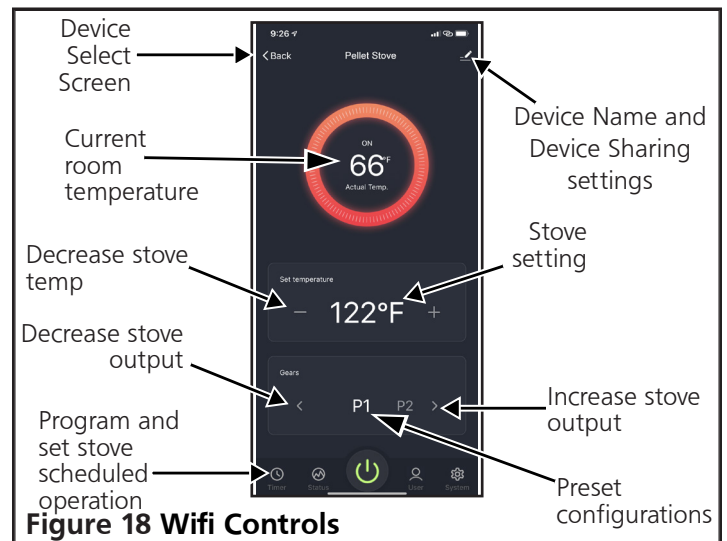 Device
Select
Screen
9:26
Back
Pellet Stove
Device Name and
Device Sharing
settings
Current
room
temperature
ON
66°F
Actual Temp.
Decrease stove
temp
Stove
setting
Set temperature
− 122°F +
Decrease stove
output
Gears
< P1 P2 >
Increase stove
output
Program and
set stove
scheduled
operation
Timer Status User System
Preset
configurations
Figure 18 Wifi Controls